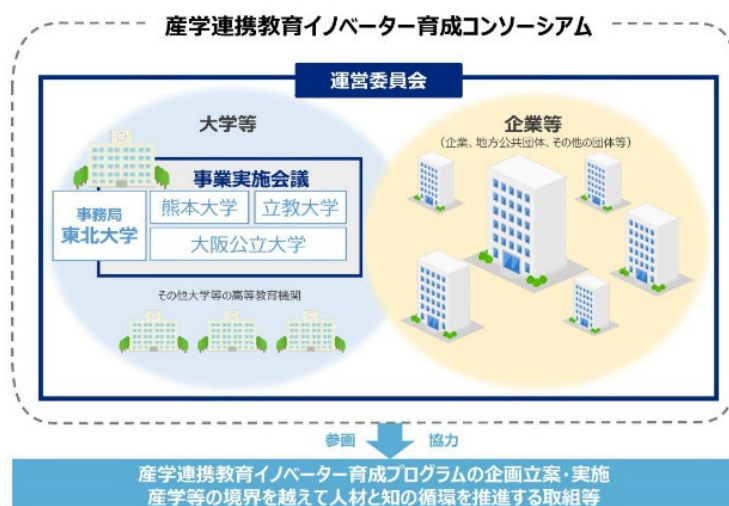 産学連携教育イノベーター育成コンソーシアム
運営委員会
大学等
事業実施会議
事務局
東北大学
熊本大学
立教大学
大阪公立大学
その他大学等の高等教育機関
企業等
(企業、地方公共団体、その他の団体等)
参画
協力
産学連携教育イノベーター育成プログラムの企画立案・実施
産学等の境界を越えて人材と知の循環を推進する取組等